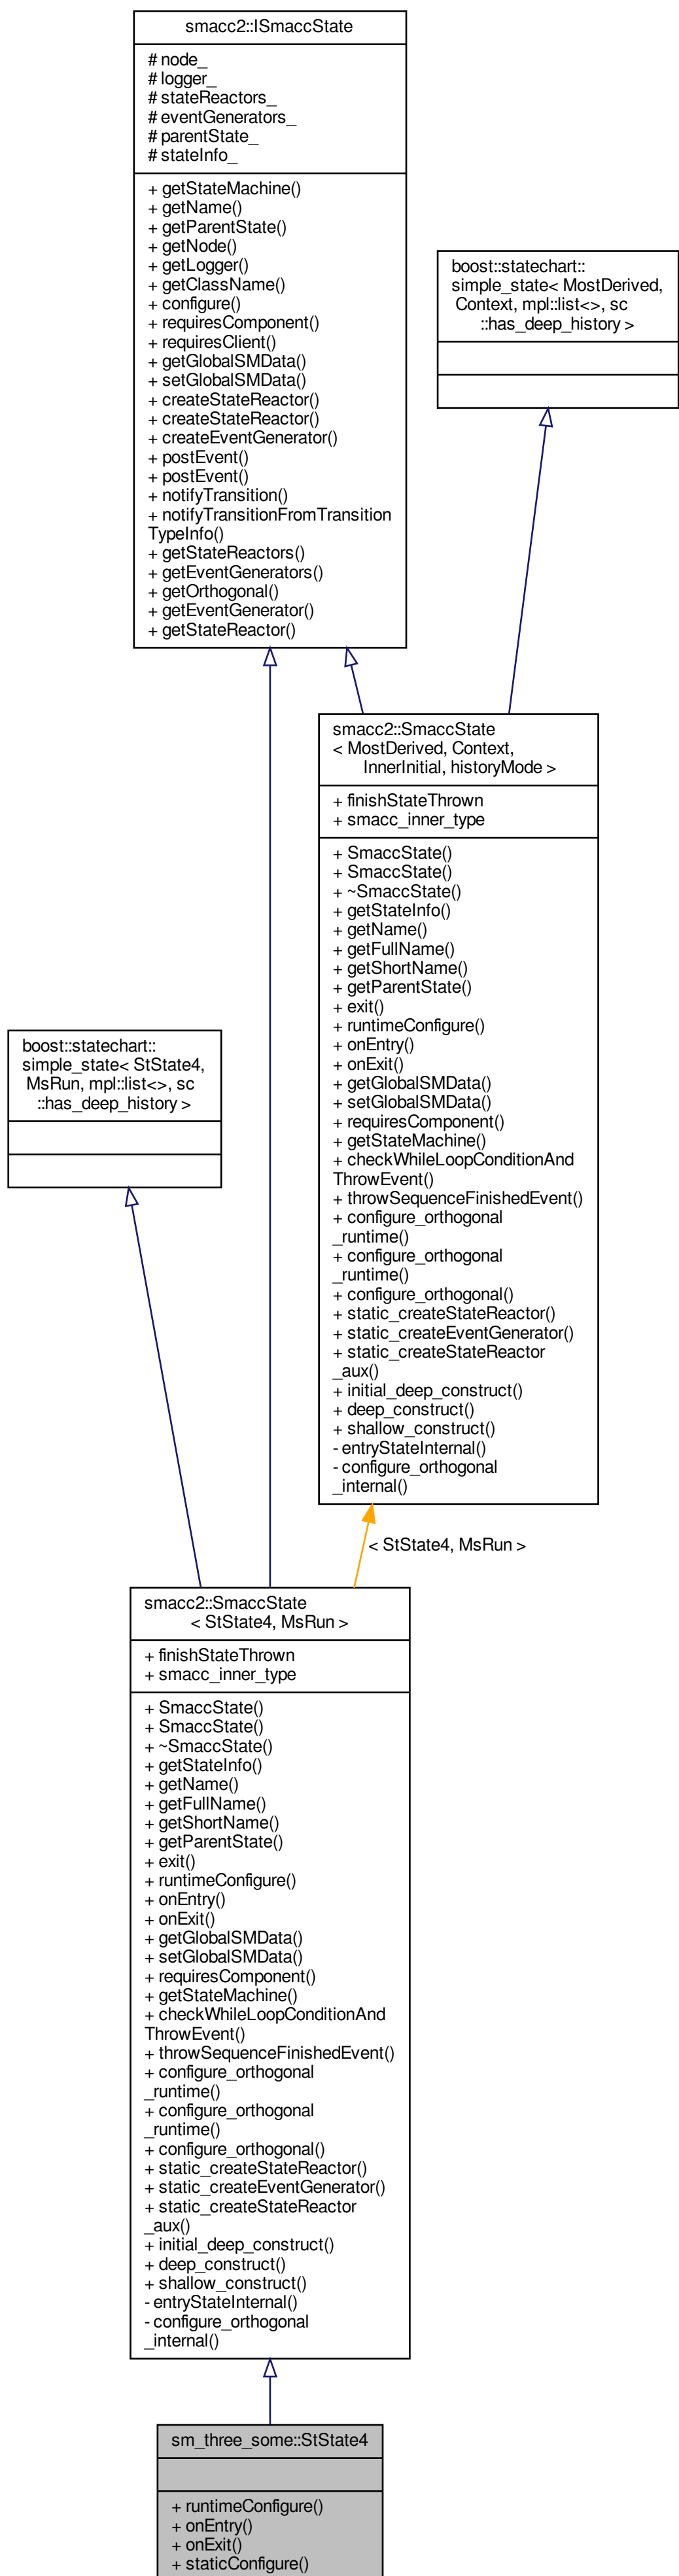 smacc2::ISmaccState
# node_
# logger_
# stateReactors_
# eventGenerators_
# parentState_
# stateInfo_
+ getStateMachine()
+ getName()
+ getParentState()
+ getNode()
+ getLogger()
+ getClassName()
+ configure()
+ requiresComponent()
+ requiresClient()
+ getGlobalSMData()
+ setGlobalSMData()
+ createStateReactor()
+ createStateReactor()
+ createEventGenerator()
+ postEvent()
+ postEvent()
+ notifyTransition()
+ notifyTransitionFromTransition
TypeInfo()
+ getStateReactors()
+ getEventGenerators()
+ getOrthogonal()
+ getEventGenerator()
+ getStateReactor()
boost::statechart::
simple_state< MostDerived,
Context, mpl::list<>, sc
::has_deep_history >
smacc2::SmaccState
< MostDerived, Context,
InnerInitial, historyMode >
+ finishStateThrown
+ smacc_inner_type
+ SmaccState()
+ SmaccState()
+ ~SmaccState()
+ getStateInfo()
+ getName()
+ getFullName()
+ getShortName()
+ getParentState()
+ exit()
+ runtimeConfigure()
+ onEntry()
+ onExit()
+ getGlobalSMData()
+ setGlobalSMData()
+ requiresComponent()
+ getStateMachine()
+ checkWhileLoopConditionAnd
ThrowEvent()
+ throwSequenceFinishedEvent()
+ configure_orthogonal
_runtime()
+ configure_orthogonal
_runtime()
+ configure_orthogonal()
+ static_createStateReactor()
+ static_createEventGenerator()
+ static_createStateReactor
_aux()
+ initial_deep_construct()
+ deep_construct()
+ shallow_construct()
- entryStateInternal()
- configure_orthogonal
_internal()
boost::statechart::
simple_state< StState4,
MsRun, mpl::list<>, sc
::has_deep_history >
< StState4, MsRun >
smacc2::SmaccState
< StState4, MsRun >
+ finishStateThrown
+ smacc_inner_type
+ SmaccState()
+ SmaccState()
+ ~SmaccState()
+ getStateInfo()
+ getName()
+ getFullName()
+ getShortName()
+ getParentState()
+ exit()
+ runtimeConfigure()
+ onEntry()
+ onExit()
+ getGlobalSMData()
+ setGlobalSMData()
+ requiresComponent()
+ getStateMachine()
+ checkWhileLoopConditionAnd
ThrowEvent()
+ throwSequenceFinishedEvent()
+ configure_orthogonal
_runtime()
+ configure_orthogonal
_runtime()
+ configure_orthogonal()
+ static_createStateReactor()
+ static_createEventGenerator()
+ static_createStateReactor
_aux()
+ initial_deep_construct()
+ deep_construct()
+ shallow_construct()
- entryStateInternal()
- configure_orthogonal
_internal()
sm_three_some::StState4
+ runtimeConfigure()
+ onEntry()
+ onExit()
+ staticConfigure()